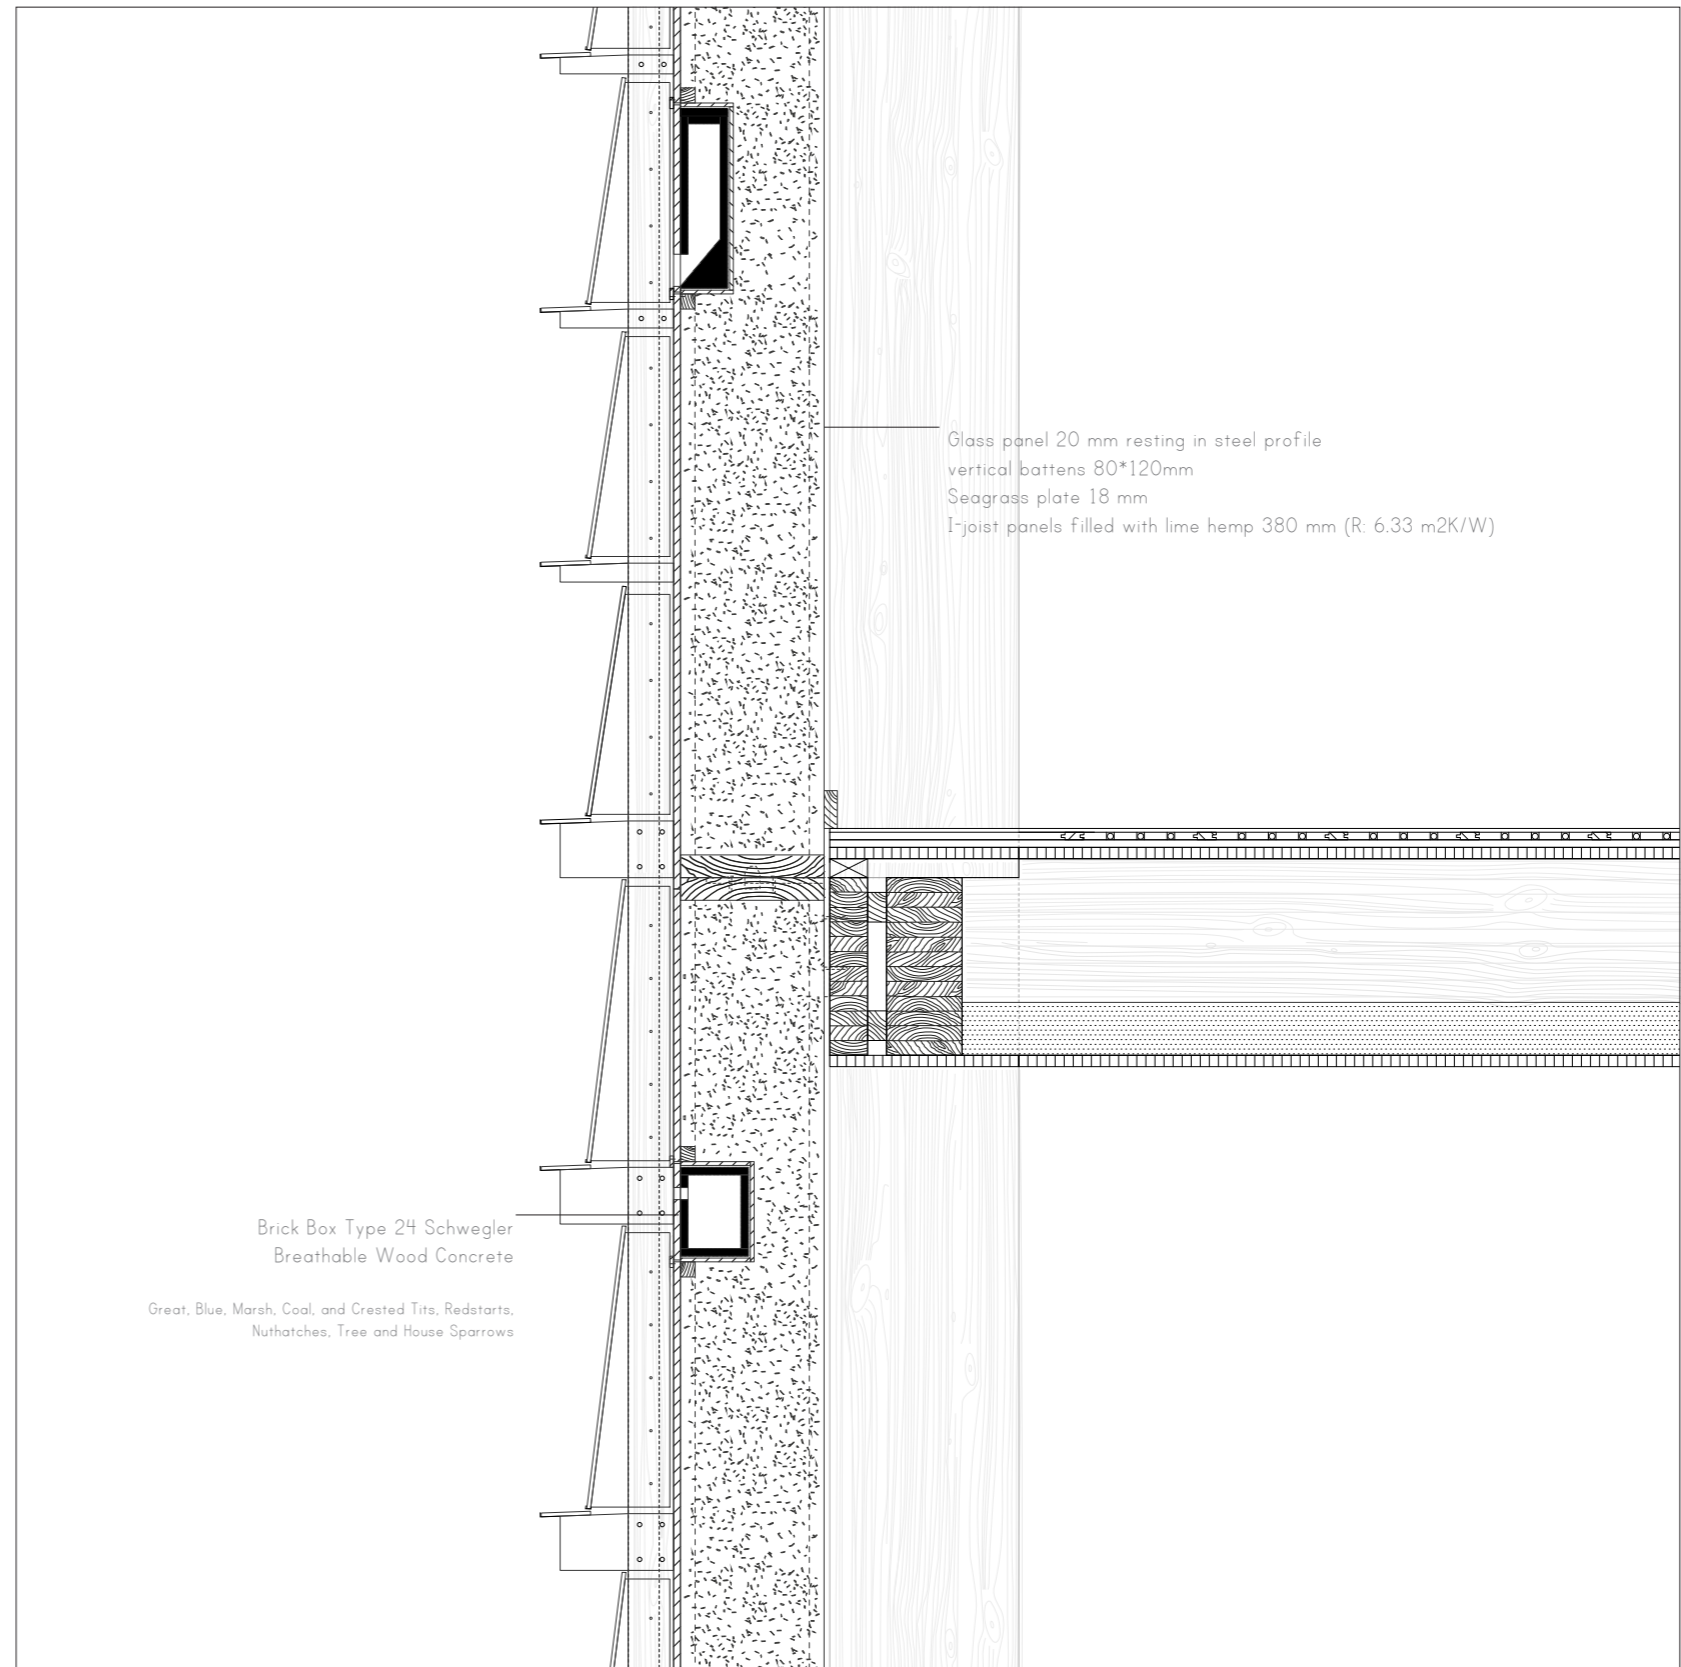 Glass panel 20 mm resting in steel profile
vertical battens 80*120mm
Seagrass plate 18 mm
I-joist panels filled with lime hemp 380 mm (R: 6.33 m2K/W)
Brick Box Type 24 Schwegler
Breathable Wood Concrete
Great, Blue, Marsh, Coal, and Crested Tits, Redstarts,
Nuthatches, Tree and House Sparrows